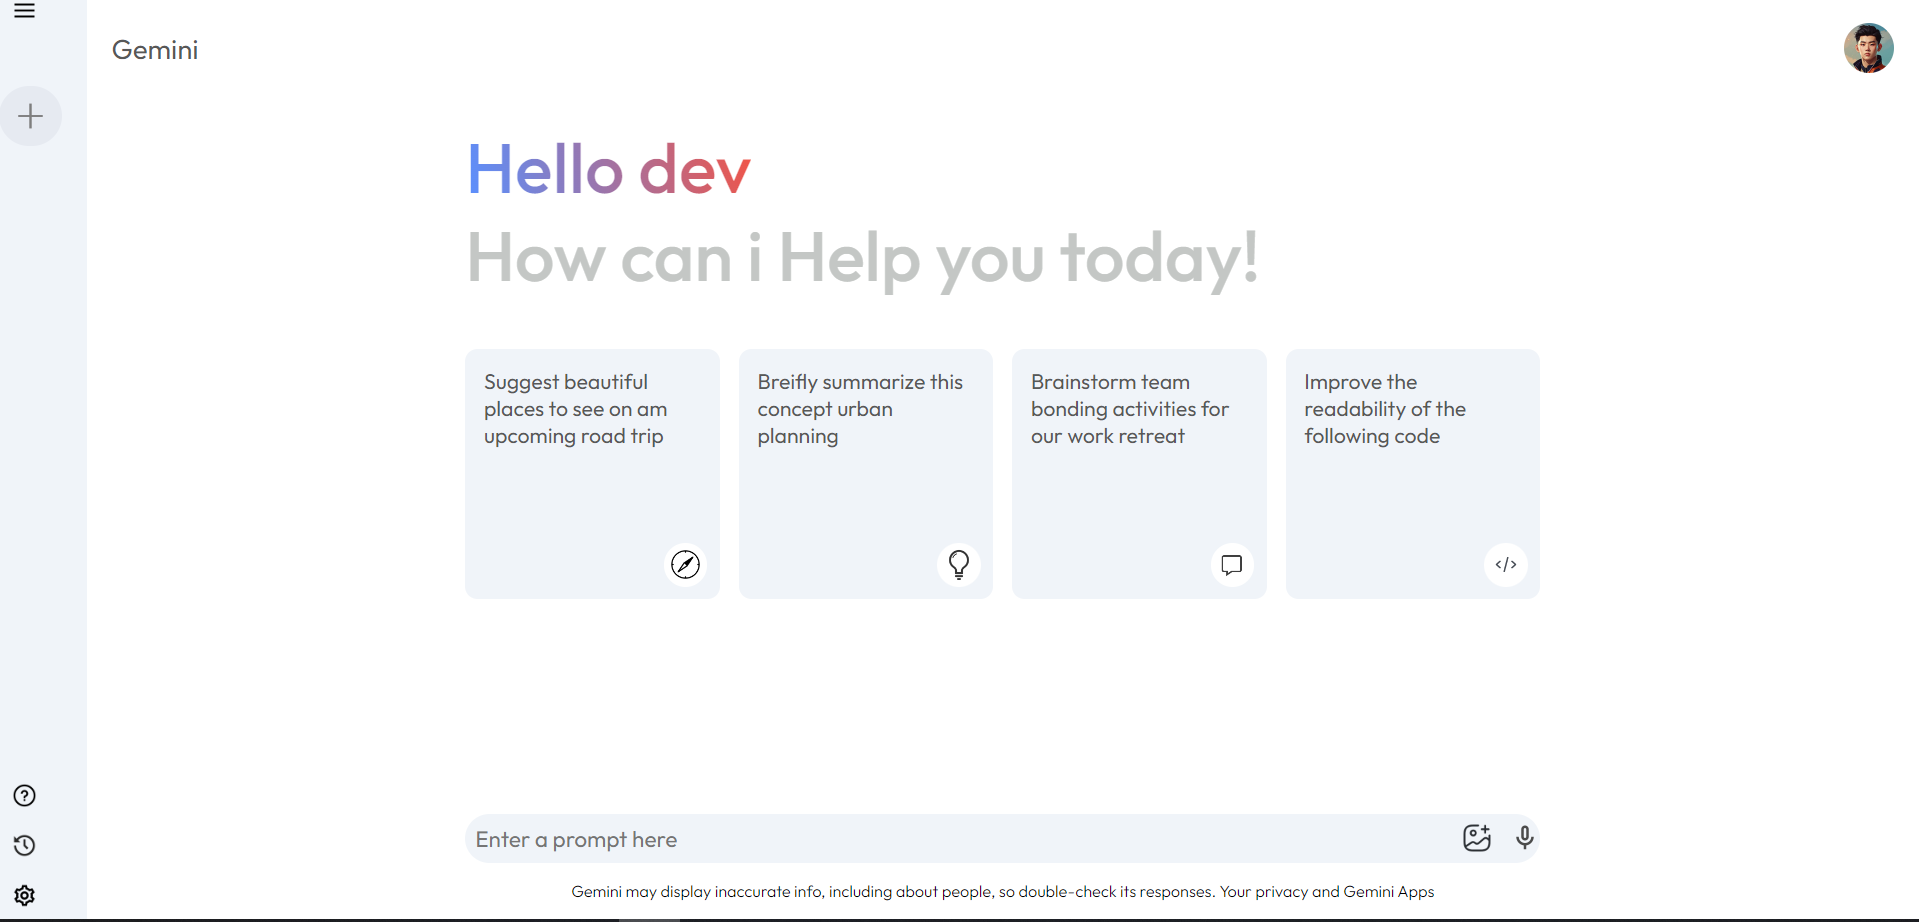 Gemini
Hello dev
How can i Help you today!
Suggest beautiful
places to see on am
upcoming road trip
Breifly summarize this
concept urban
planning
Brainstorm team
bonding activities for
our work retreat
Improve the
readability of the
following code
Enter a prompt here
Gemini may display inaccurate info, including about people, so double-check its responses. Your privacy and Gemini Apps